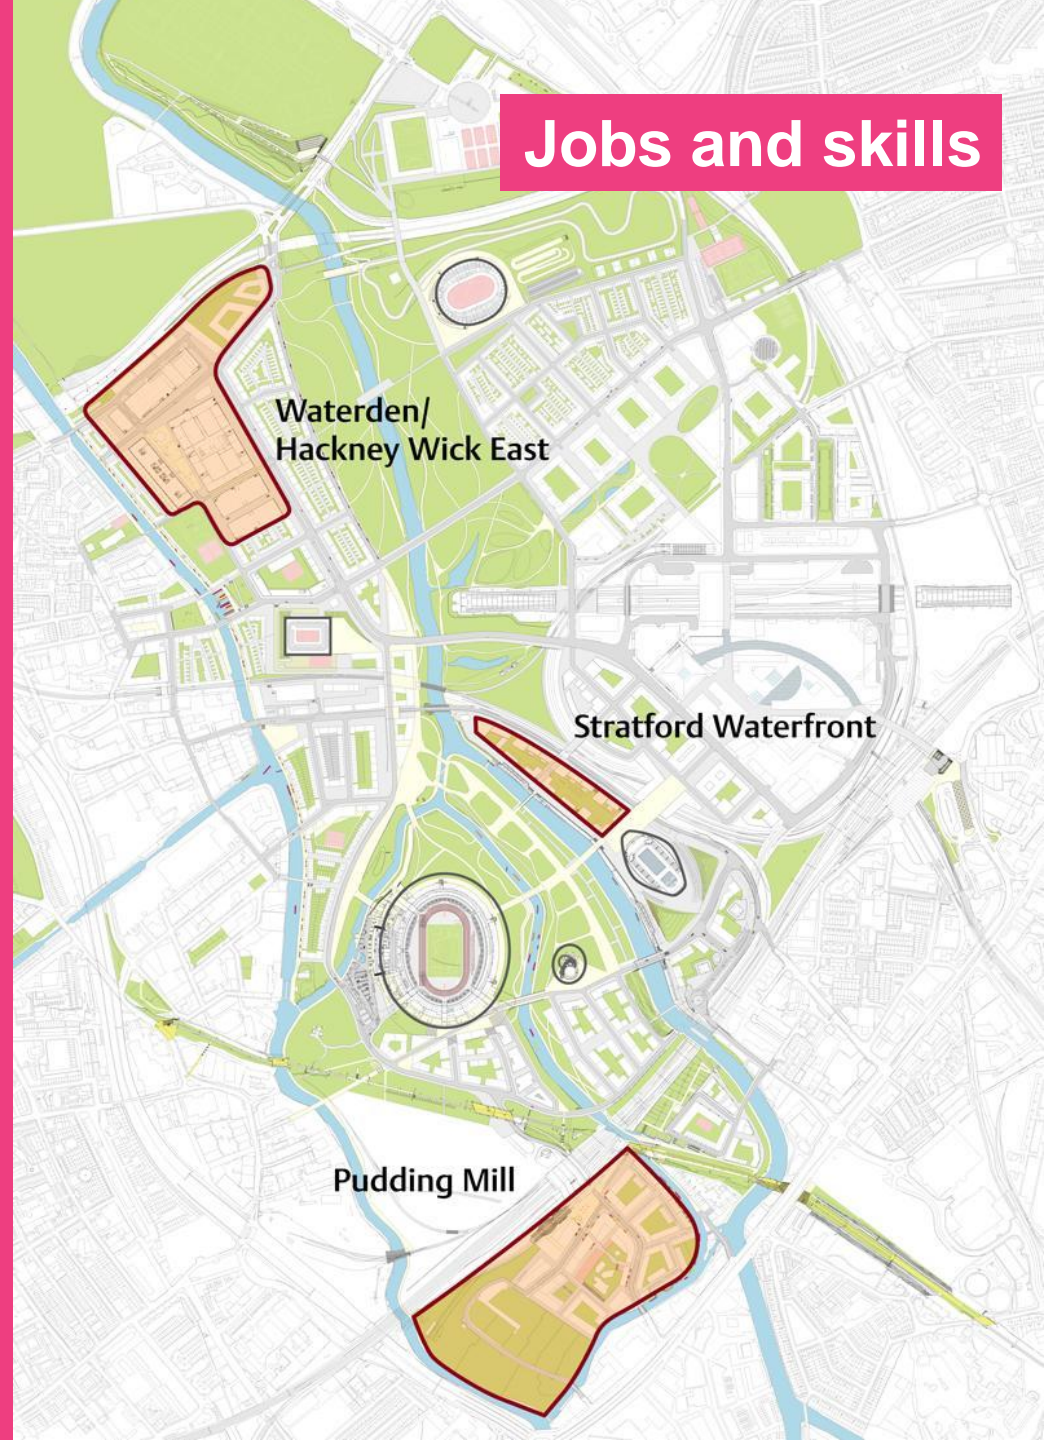 Jobs and skills
Waterden/
Hackney Wick East
Stratford Waterfront
Pudding Mill